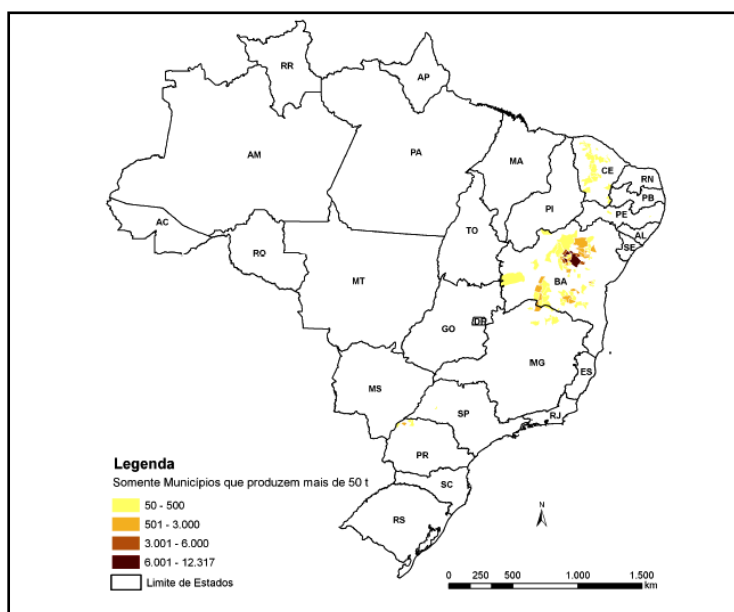 RR
AP
AM
PA
MA
CE
RN
PB
PI
PE
AL
SE
AC
TO
RO
BA
MT
GO
DF
MG
ES
MS
SP
RJ
PR
SC
RS
Legenda
Somente Municípios que produzem mais de 50 t
50 - 500
501 - 3.000
3.001 - 6.000
6.001 - 12.317
Limite de Estados
N
0 250 500 1.000 1.500
km